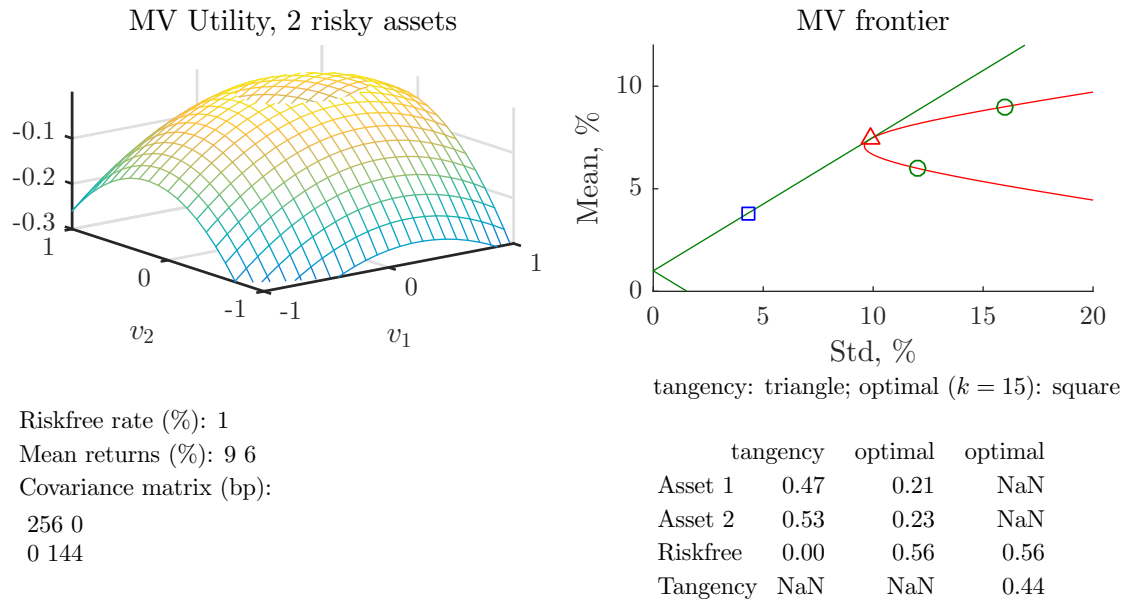 MV Utility, 2 risky assets
-0.1
-0.2
-0.3
1
0
-1
-1
0
1
v2
v1
MV frontier
10
5
0
0 5 10 15 20
Mean, %
Std, %
tangency: triangle; optimal (k = 15): square
Riskfree rate (%): 1
Mean returns (%): 9 6
Covariance matrix (bp):
256 0
0 144
tangency optimal optimal
Asset 1 0.47 0.21 NaN
Asset 2 0.53 0.23 NaN
Riskfree 0.00 0.56 0.56
Tangency NaN NaN 0.44